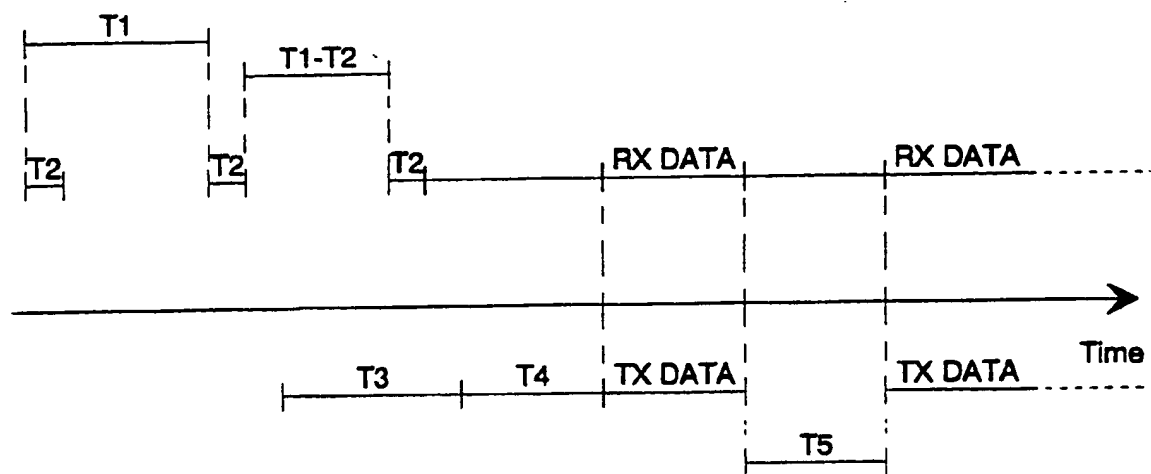 T1
T1-T2
T2
T2
T2
RX DATA
RX DATA
Time
T3
T4
TX DATA
TX DATA
T5